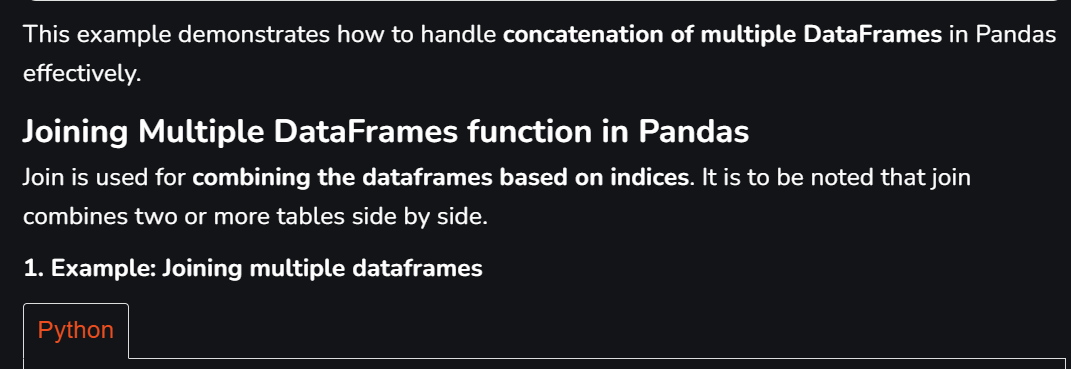 This example demonstrates how to handle concatenation of multiple DataFrames in Pandas
effectively.
Joining Multiple DataFrames function in Pandas
Join is used for combining the dataframes based on indices. It is to be noted that join
combines two or more tables side by side.
1. Example: Joining multiple dataframes
Python